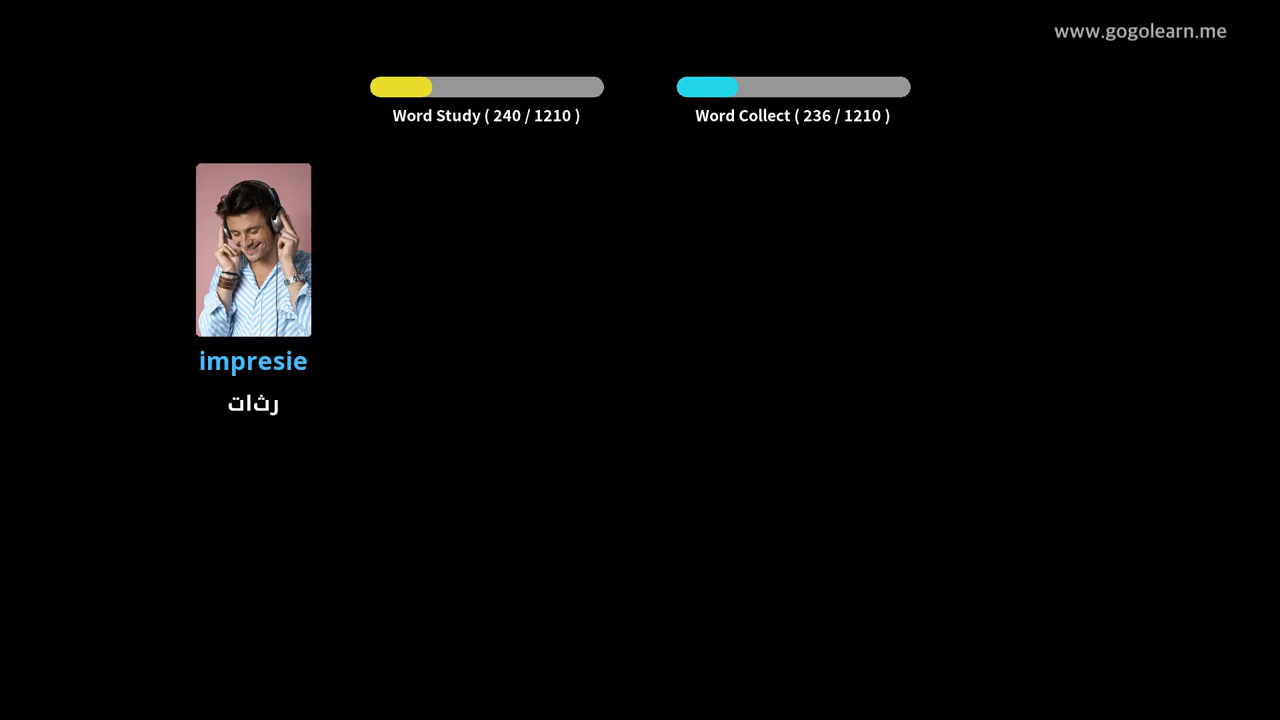 www.gogolearn.me
Word Study ( 240 / 1210 )
Word Collect ( 236 / 1210 )
impresie
رثات